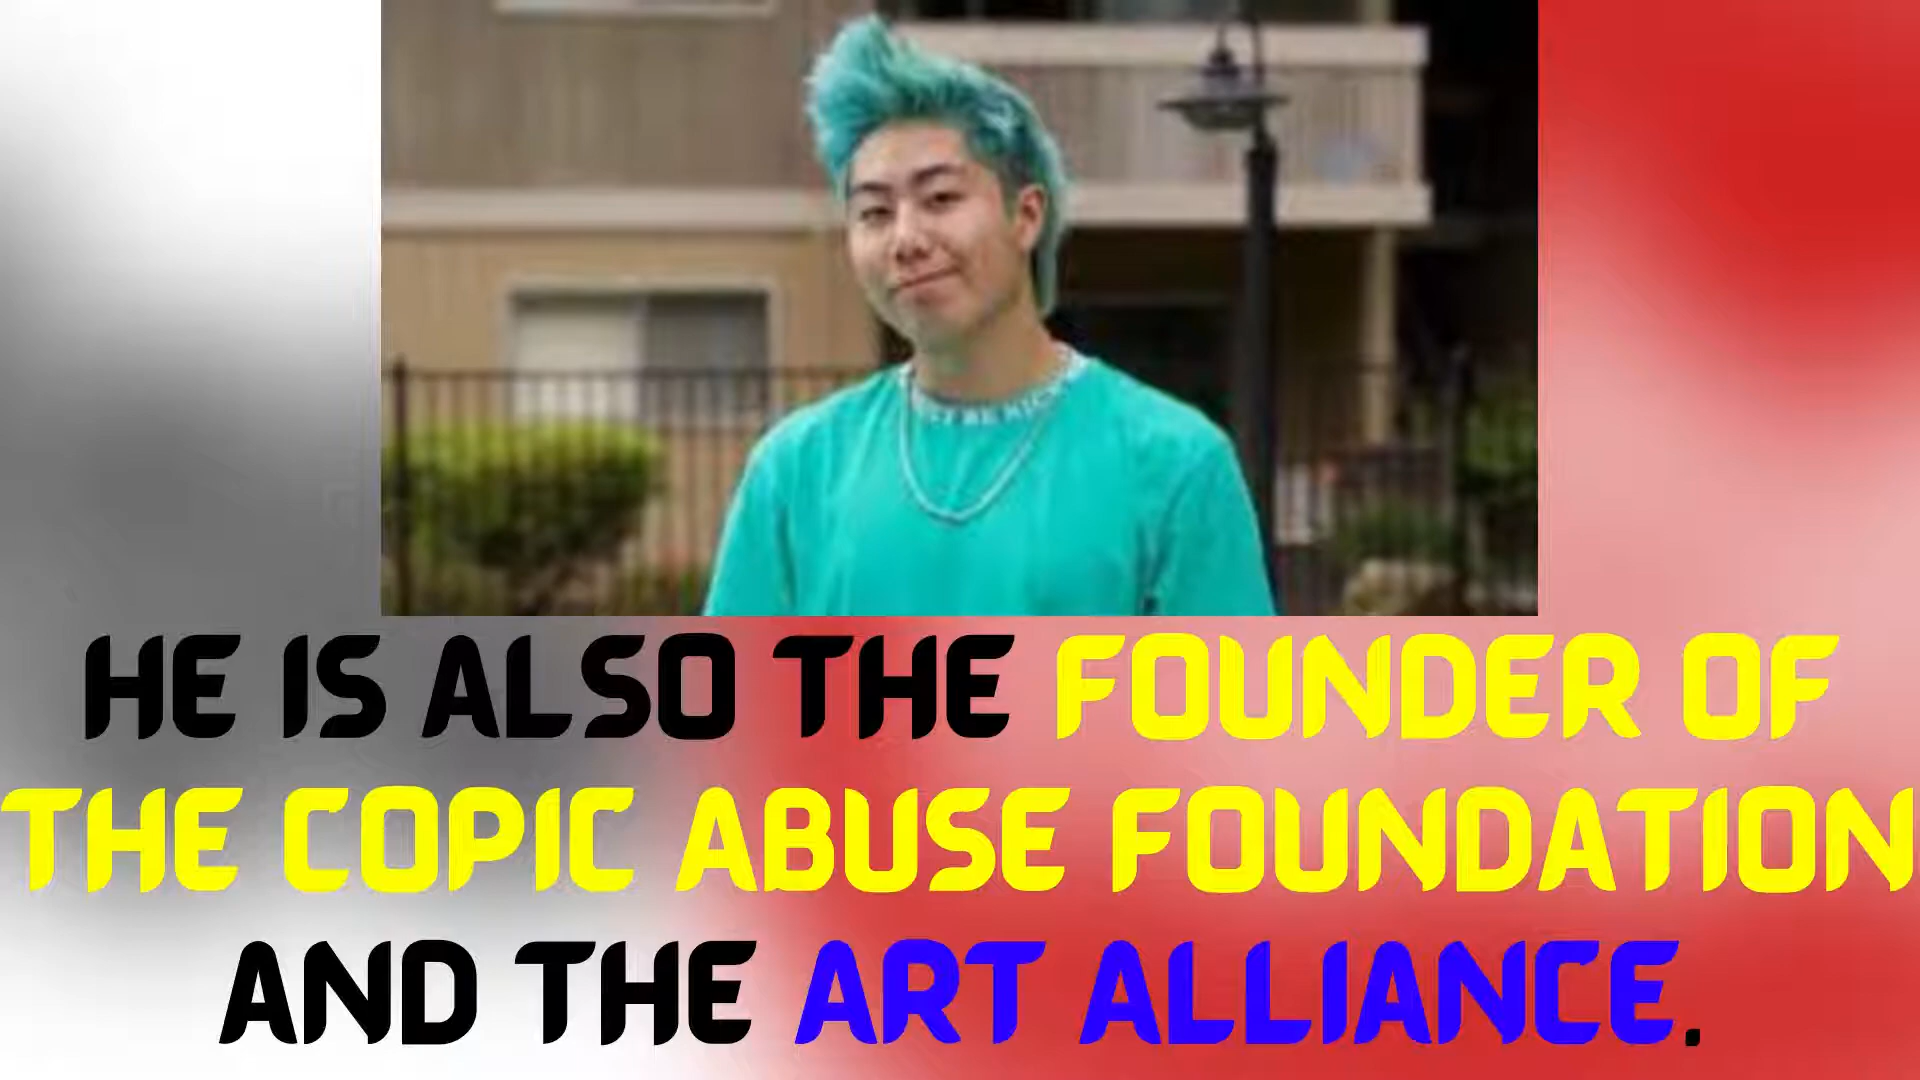 HE IS ALSO THE FOUNDER OF
THE COPIC ABUSE FOUNDATION
AND THE ART ALLIANCE.